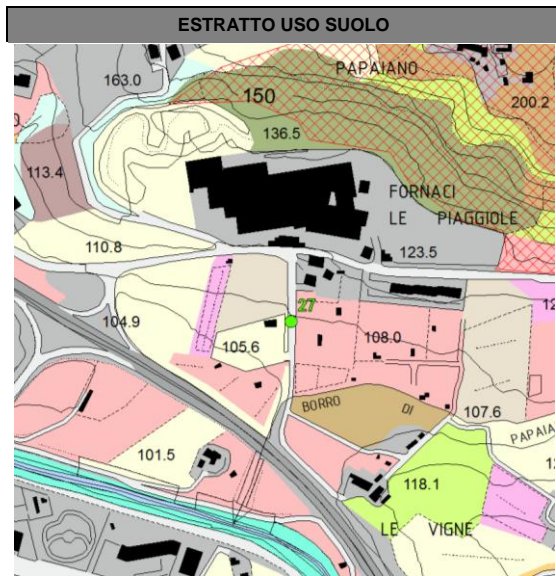 ESTRATTO USO SUOLO
PAPAIANO
163.0
150
200.2
136.5
113.4
FORNACI
LE PIAGGIOLE
110.8
123.5
27
104.9
108.0
105.6
BORRO
DI
107.6
PAPAIA
101.5
118.1
LE VIGNE